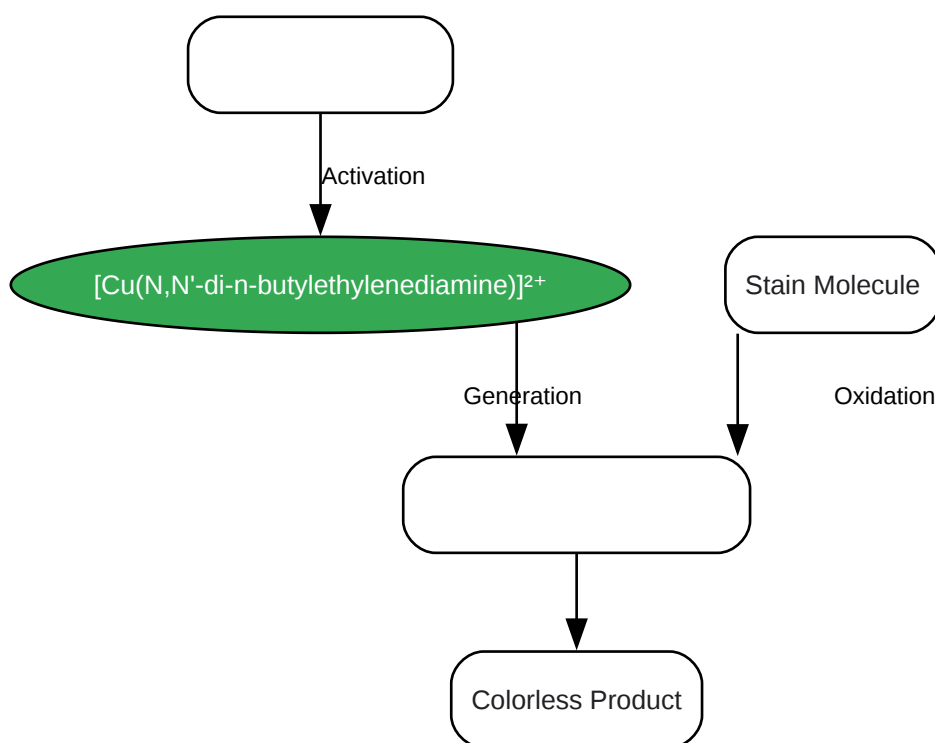 Activation
[Cu(N,N'-di-n-butylethylenediamine)]²⁺
Stain Molecule
Generation
Oxidation
Colorless Product